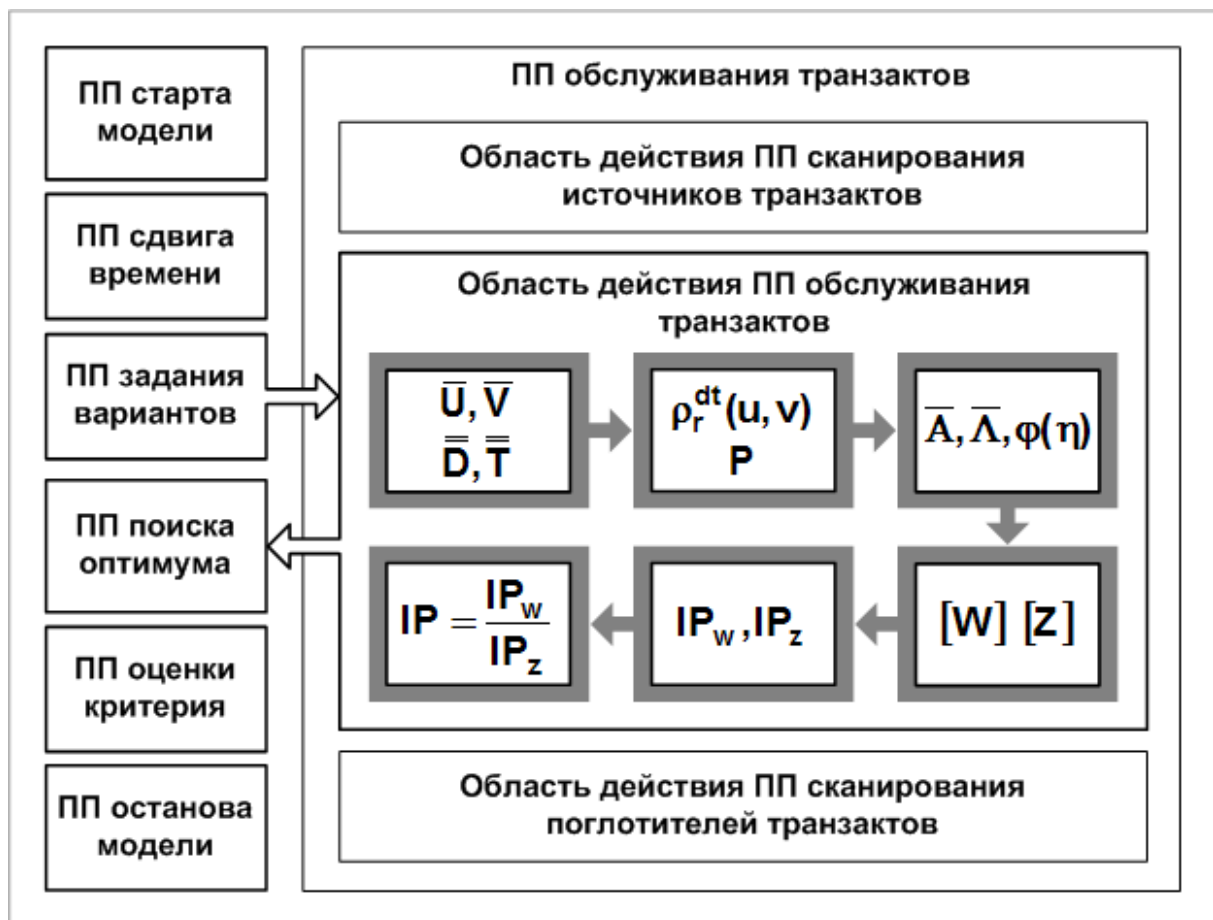 ПП старта
модели
ПП сдвига
времени
ПП задания
вариантов
ПП поиска
оптимума
ПП оценки
критерия
ПП останова
модели
ПП обслуживания транзактов
Область действия ПП сканирования
источников транзактов
Область действия ПП обслуживания
транзактов
U̅, V̅
D̿, T̿
ρᵣᵈᵗ(u, v)
P
A̅, Λ̅, φ(η)
[W] [Z]
IP_w, IP_z
IP = IP_w / IP_z
Область действия ПП сканирования
поглотителей транзактов